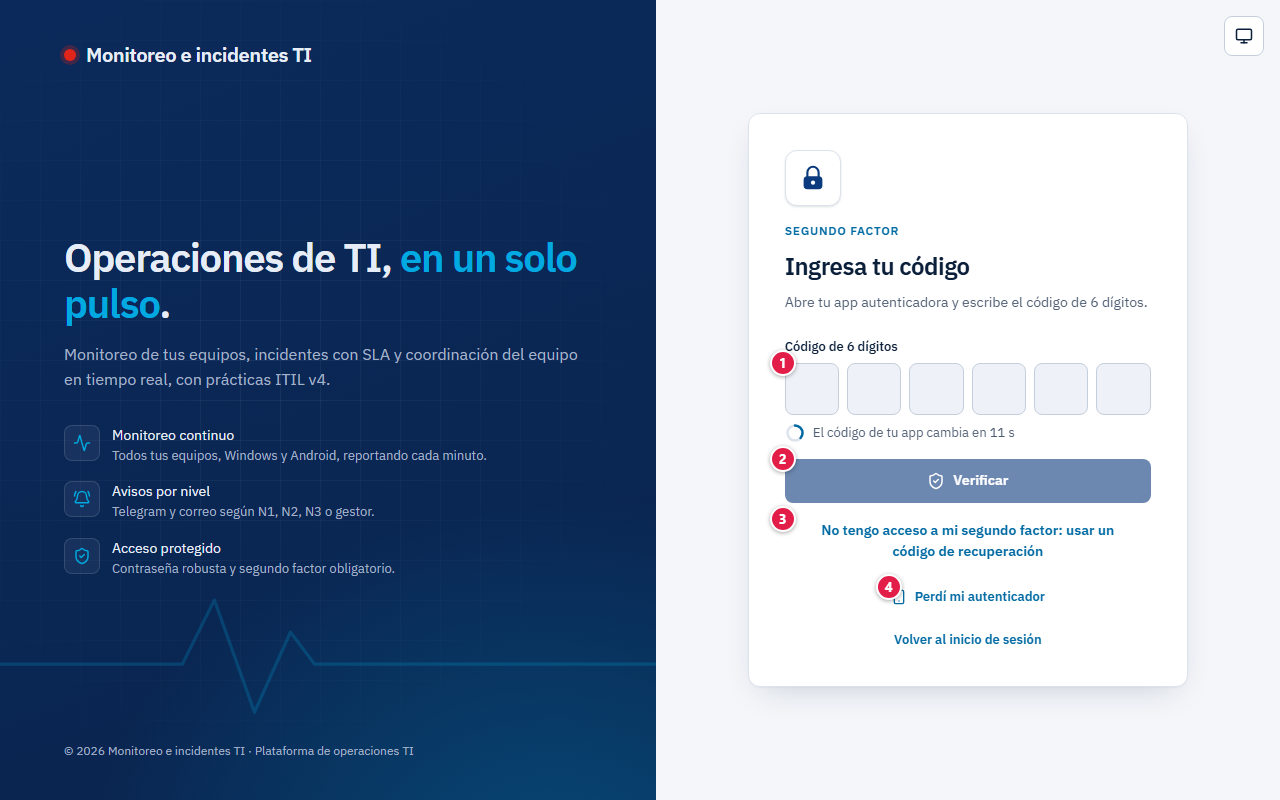 Monitoreo e incidentes TI
Operaciones de TI, en un solo
pulso.
Monitoreo de tus equipos, incidentes con SLA y coordinación del equipo
en tiempo real, con prácticas ITIL v4.
Monitoreo continuo
Todos tus equipos, Windows y Android, reportando cada minuto.
Avisos por nivel
Telegram y correo según N1, N2, N3 o gestor.
Acceso protegido
Contraseña robusta y segundo factor obligatorio.
© 2026 Monitoreo e incidentes TI · Plataforma de operaciones TI
SEGUNDO FACTOR
Ingresa tu código
Abre tu app autenticadora y escribe el código de 6 dígitos.
Código de 6 dígitos
1
El código de tu app cambia en 11 s
2
Verificar
3
No tengo acceso a mi segundo factor: usar un
código de recuperación
4
Perdí mi autenticador
Volver al inicio de sesión